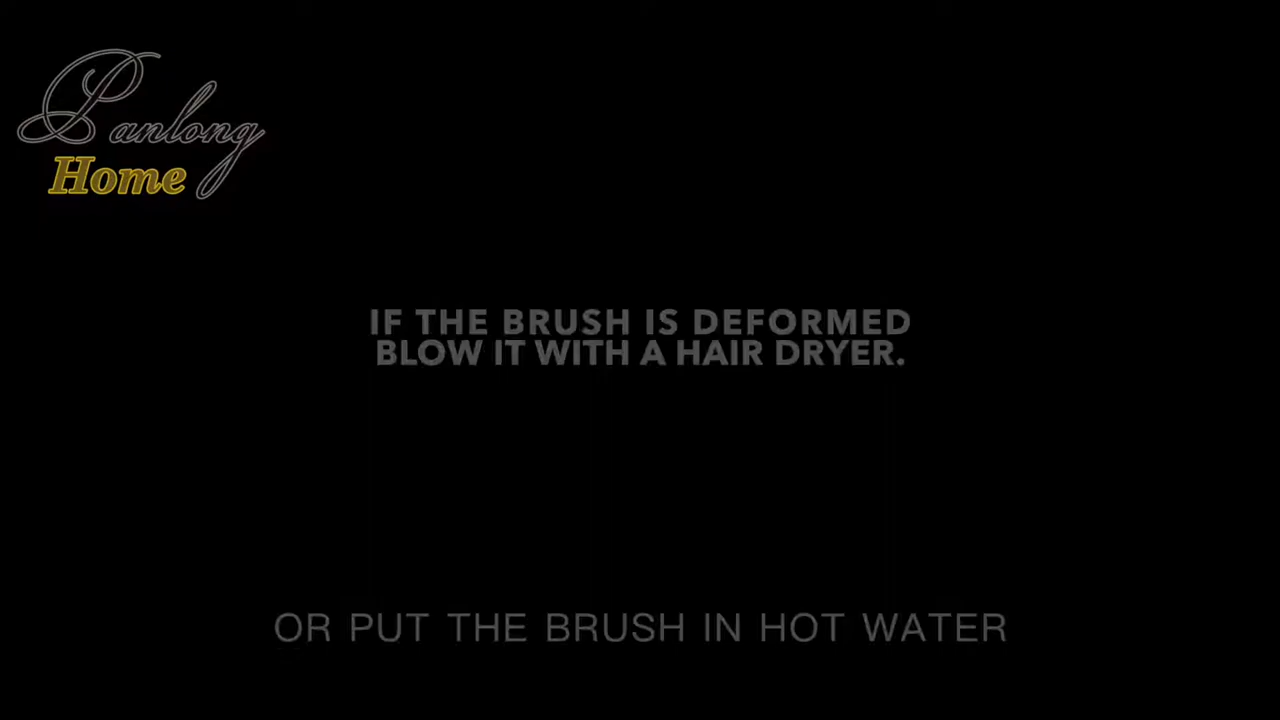 Panlong
Home
IF THE BRUSH IS DEFORMED
BLOW IT WITH A HAIR DRYER.
OR PUT THE BRUSH IN HOT WATER